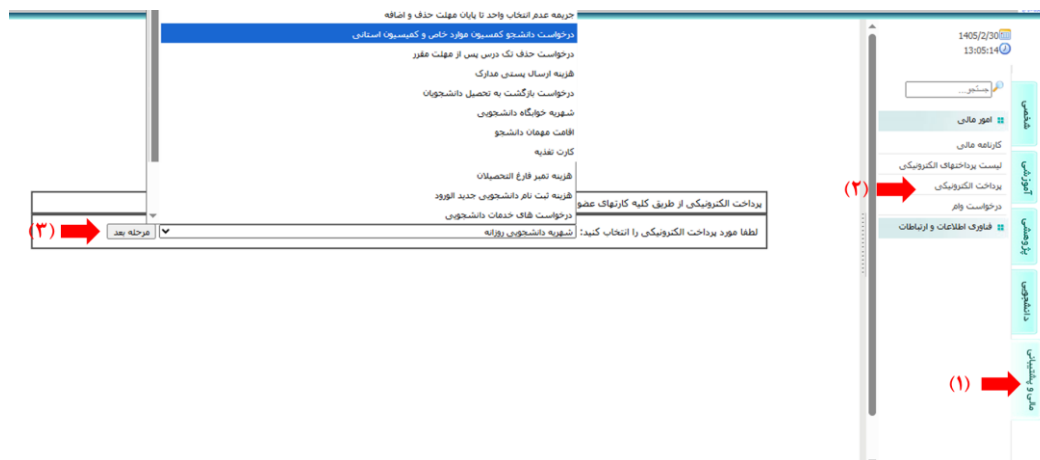 جریمه عدم انتخاب واحد تا پایان مهلت حذف و اضافه
درخواست دانشجو کمسیون موارد خاص و کمیسیون استانی
درخواست حذف تک درس پس از مهلت مقرر
هزینه ارسال پستی مدارک
درخواست بازگشت به تحصیل دانشجویان
شهریه خوابگاه دانشجویی
اقامت مهمان دانشجو
کارت تغذیه
هزینه تمبر فارغ التحصیلان
هزینه ثبت نام دانشجویی جدید الورود
درخواست های خدمات دانشجویی
پرداخت الکترونیکی از طریق کلیه کارتهای عضو
لطفا مورد پرداخت الکترونیکی را انتخاب کنید:
شهریه دانشجویی روزانه
مرحله بعد
(۳)
1405/2/30
13:05:14
جستجو...
امور مالی
کارنامه مالی
لیست پرداختهای الکترونیکی
پرداخت الکترونیکی
(۲)
درخواست وام
فناوری اطلاعات و ارتباطات
شخصی
آموزشی
پژوهشی
دانشجویی
مالی و پشتیبانی
(۱)